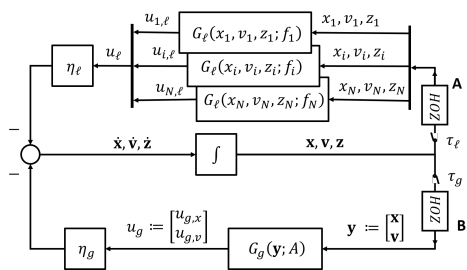 u_{1,ℓ} G_ℓ(x_1, v_1, z_1; f_1) x_1, v_1, z_1
η_ℓ u_ℓ u_{i,ℓ} G_ℓ(x_i, v_i, z_i; f_i) x_i, v_i, z_i A
u_{N,ℓ} G_ℓ(x_N, v_N, z_N; f_N) x_N, v_N, z_N ZOH
− τ_ℓ
ẋ, v̇, ż ∫ x, v, z
− τ_g
ZOH
η_g u_g := [u_{g,x} u_{g,v}] G_g(y; A) y := [x v] B